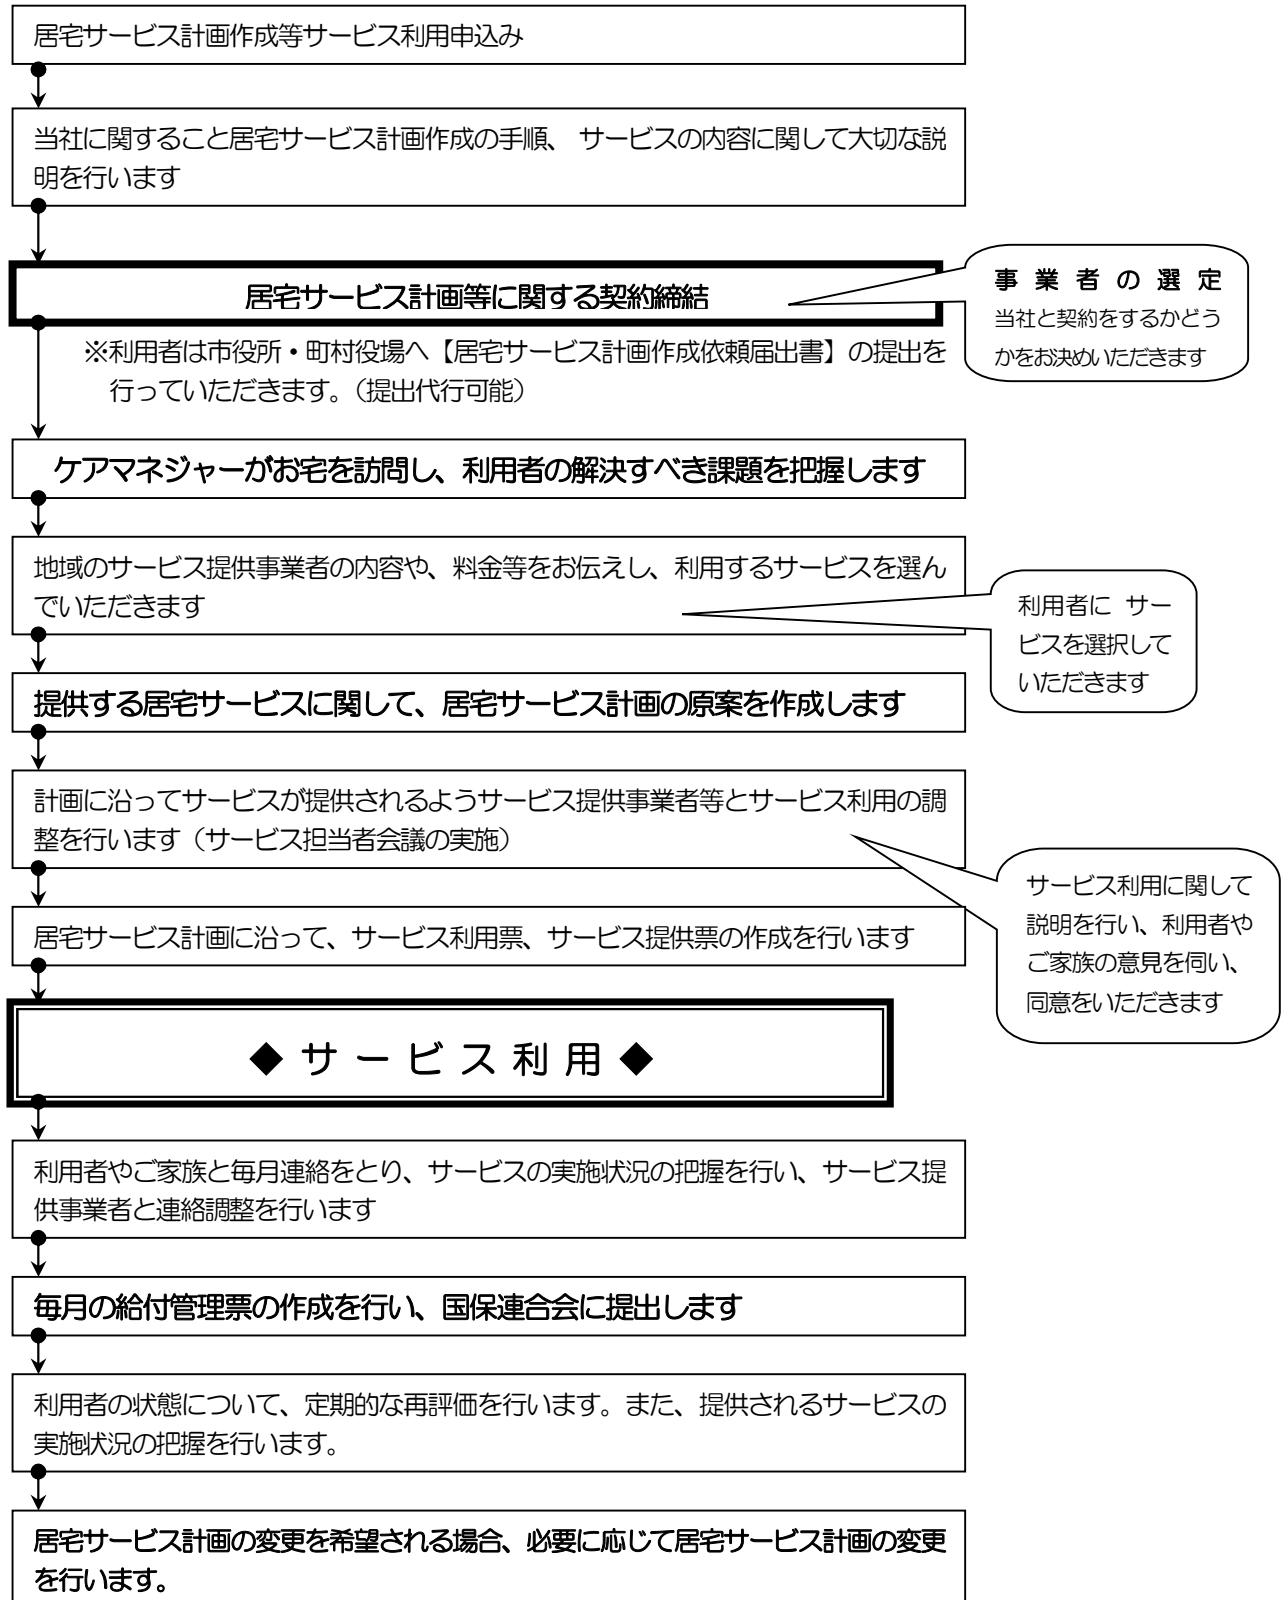 居宅サービス計画作成等サービス利用申込み
当社に関すること居宅サービス計画作成の手順、 サービスの内容に関して大切な説
明を行います
居宅サービス計画等に関する契約締結
事 業 者 の 選 定
当社と契約をするかどう
かをお決めいただきます
※利用者は市役所・町村役場へ【居宅サービス計画作成依頼届出書】の提出を
行っていただきます。（提出代行可能）
ケアマネジャーがお宅を訪問し、利用者の解決すべき課題を把握します
地域のサービス提供事業者の内容や、料金等をお伝えし、利用するサービスを選ん
でいただきます
利用者に サー
ビスを選択して
いただきます
提供する居宅サービスに関して、居宅サービス計画の原案を作成します
計画に沿ってサービスが提供されるようサービス提供事業者等とサービス利用の調
整を行います（サービス担当者会議の実施）
サービス利用に関して
説明を行い、利用者や
ご家族の意見を伺い、
同意をいただきます
居宅サービス計画に沿って、サービス利用票、サービス提供票の作成を行います
◆ サ ー ビ ス 利 用 ◆
利用者やご家族と毎月連絡をとり、サービスの実施状況の把握を行い、サービス提
供事業者と連絡調整を行います
毎月の給付管理票の作成を行い、国保連合会に提出します
利用者の状態について、定期的な再評価を行います。また、提供されるサービスの
実施状況の把握を行います。
居宅サービス計画の変更を希望される場合、必要に応じて居宅サービス計画の変更
を行います。